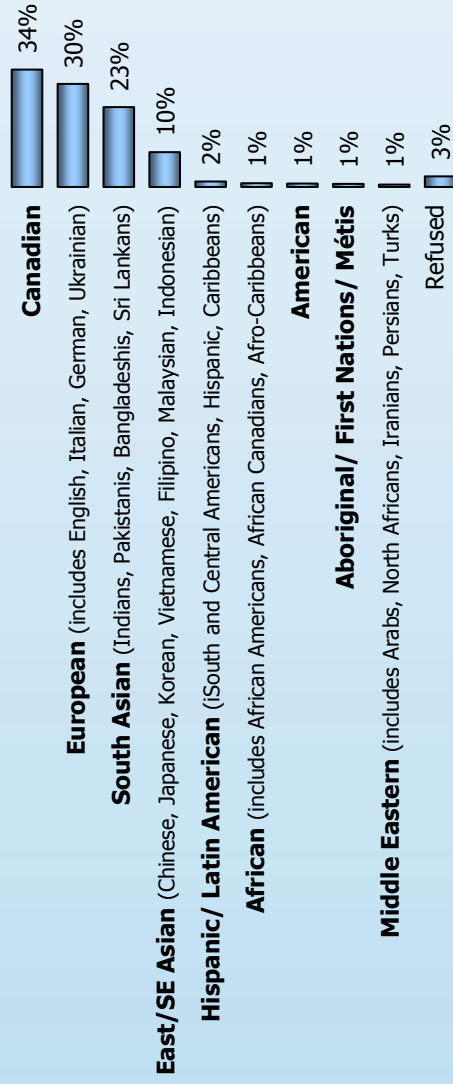 Canadian 34%
European (includes English, Italian, German, Ukrainian) 30%
South Asian (Indians, Pakistanis, Bangladeshis, Sri Lankans) 23%
East/SE Asian (Chinese, Japanese, Korean, Vietnamese, Filipino, Malaysian, Indonesian) 10%
Hispanic/ Latin American (iSouth and Central Americans, Hispanic, Caribbeans) 2%
African (includes African Americans, African Canadians, Afro-Caribbeans) 1%
American 1%
Aboriginal/ First Nations/ Métis 1%
Middle Eastern (includes Arabs, North Africans, Iranians, Persians, Turks) 1%
Refused 3%